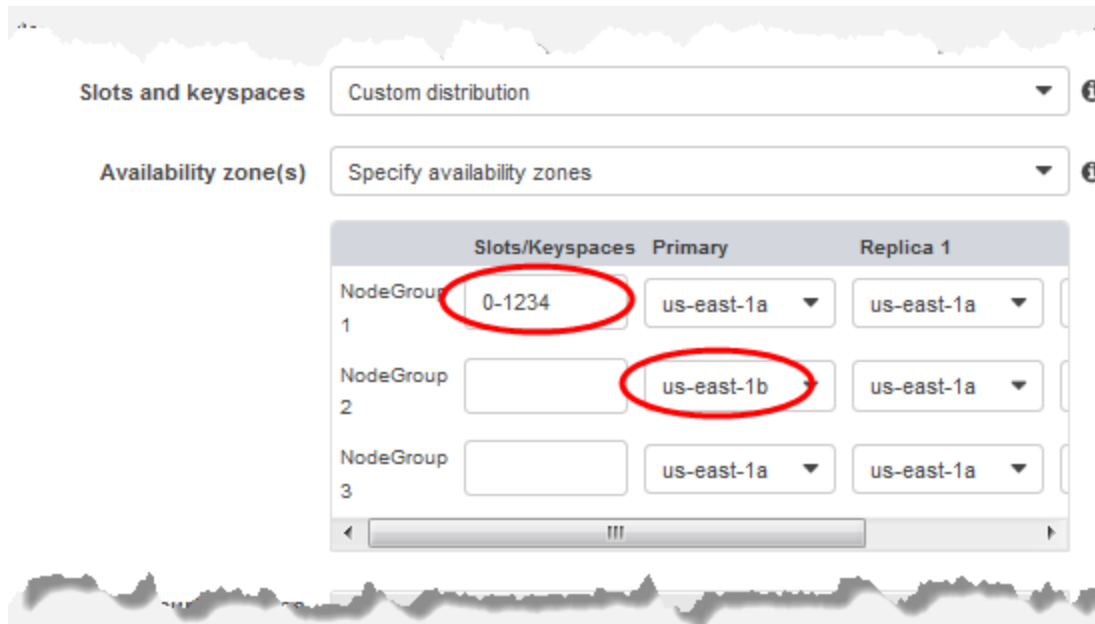 Slots and keyspaces Custom distribution
Availability zone(s) Specify availability zones
Slots/Keyspaces Primary Replica 1
NodeGroup 1 0-1234 us-east-1a us-east-1a
NodeGroup 2 us-east-1b us-east-1a
NodeGroup 3 us-east-1a us-east-1a